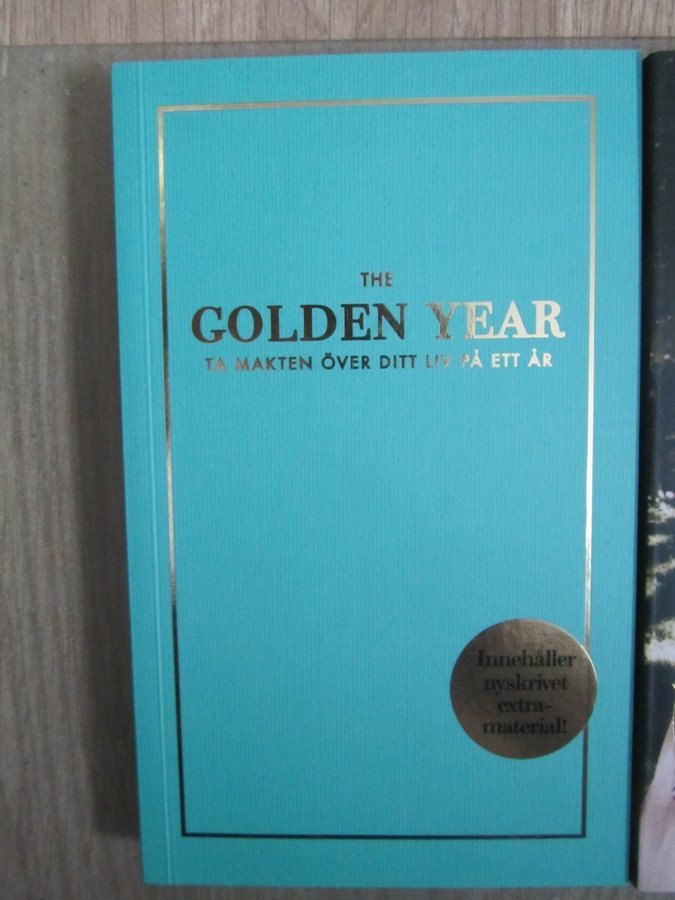 THE
GOLDEN YEAR
TA MAKTEN ÖVER DITT LIV PÅ ETT ÅR
Innehåller
nyskrivet
extra-
material!